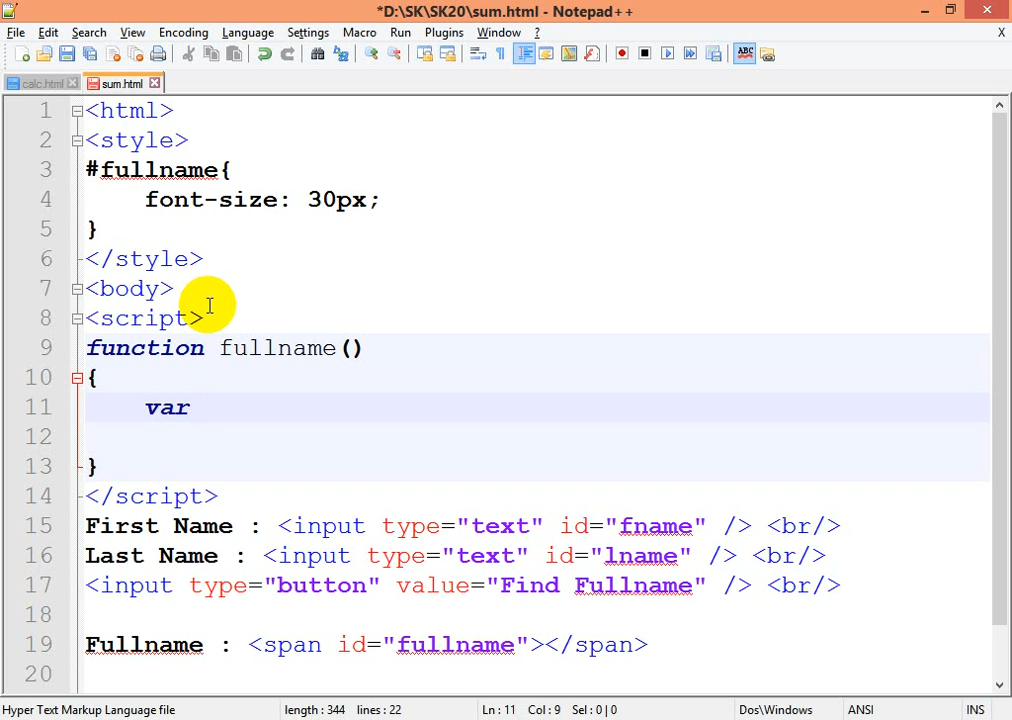 *D:\SK\SK20\sum.html - Notepad++
File Edit Search View Encoding Language Settings Macro Run Plugins Window ? X
calc.html sum.html
1 <html>
2 <style>
3 #fullname{
4 font-size: 30px;
5 }
6 </style>
7 <body>
8 <script>
9 function fullname()
10 {
11 var
12
13 }
14 </script>
15 First Name : <input type="text" id="fname" /> <br/>
16 Last Name : <input type="text" id="lname" /> <br/>
17 <input type="button" value="Find Fullname" /> <br/>
18
19 Fullname : <span id="fullname"></span>
20
Hyper Text Markup Language file length : 344 lines : 22 Ln : 11 Col : 9 Sel : 0 | 0 Dos\Windows ANSI INS